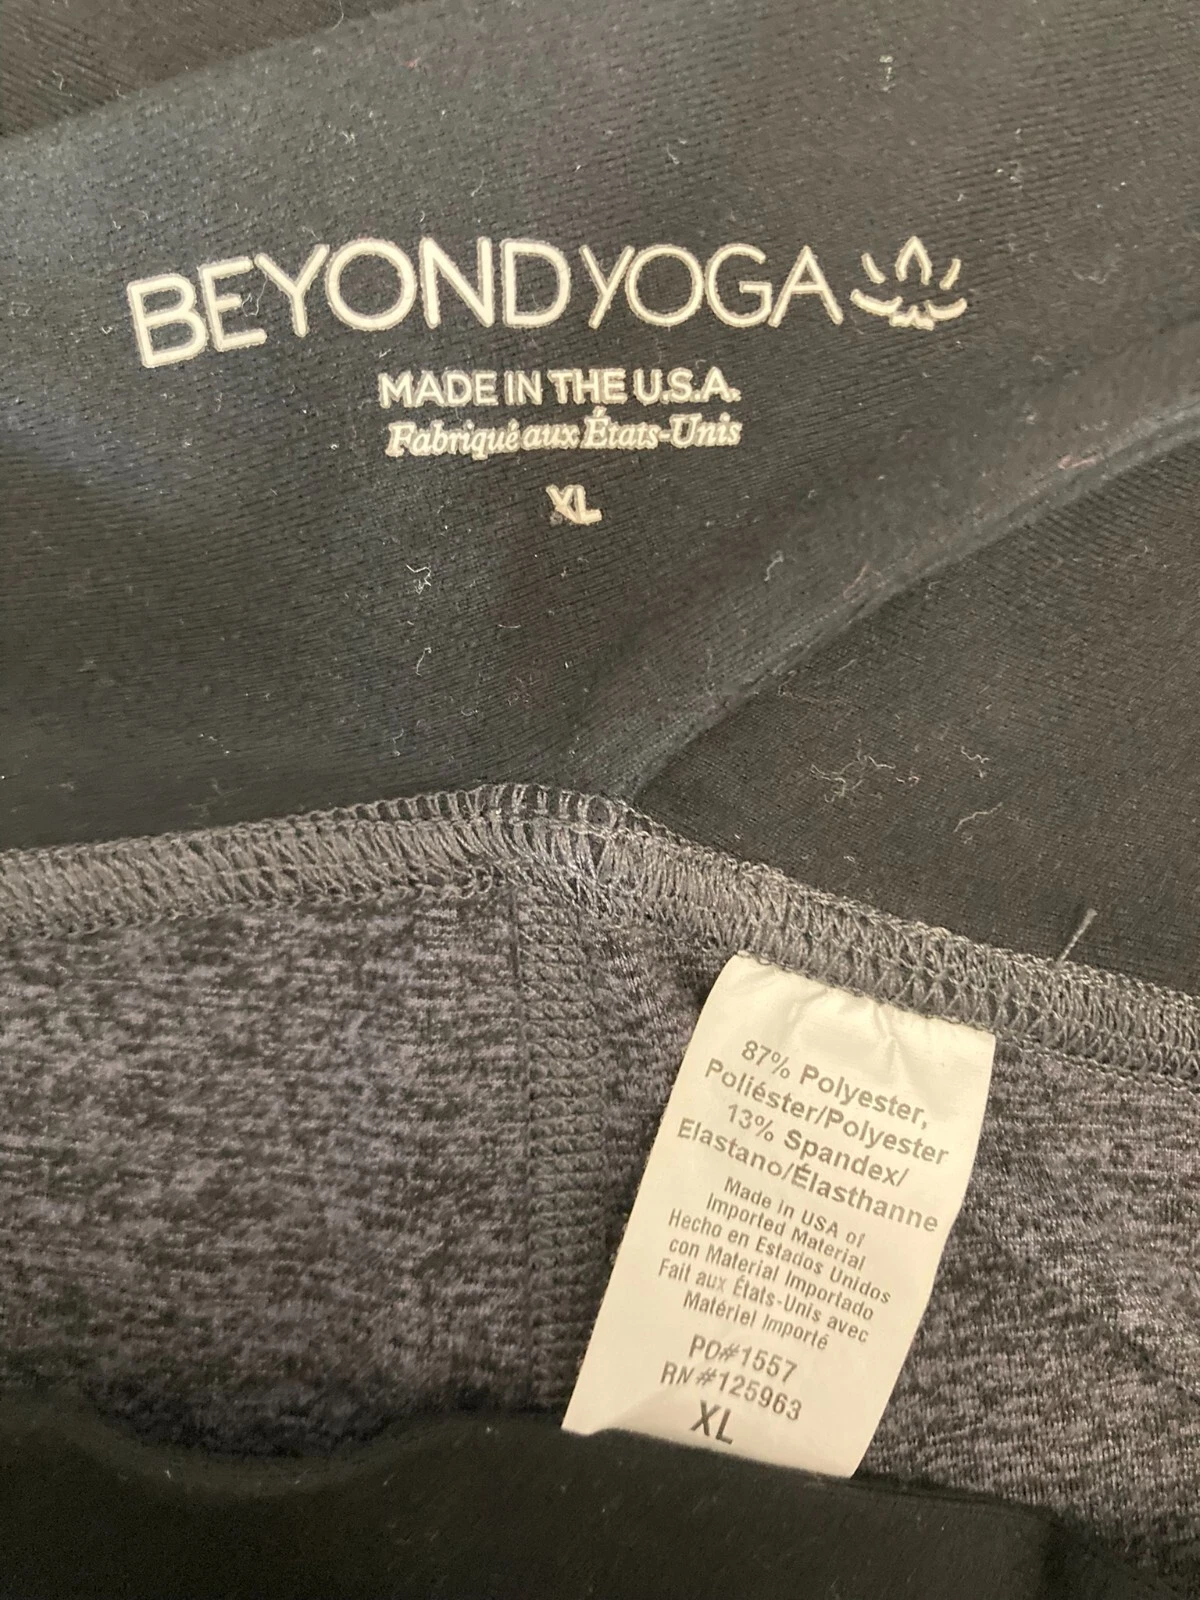 BEYOND YOGA
MADE IN THE U.S.A.
Fabriqué aux États-Unis
XL
87% Polyester,
Poliéster/Polyester
13% Spandex/
Elastano/Élasthanne
Made in USA of
Imported Material
Hecho en Estados Unidos
con Material Importado
Fait aux États-Unis avec
Matériel Importé
PO#1557
RN#125963
XL